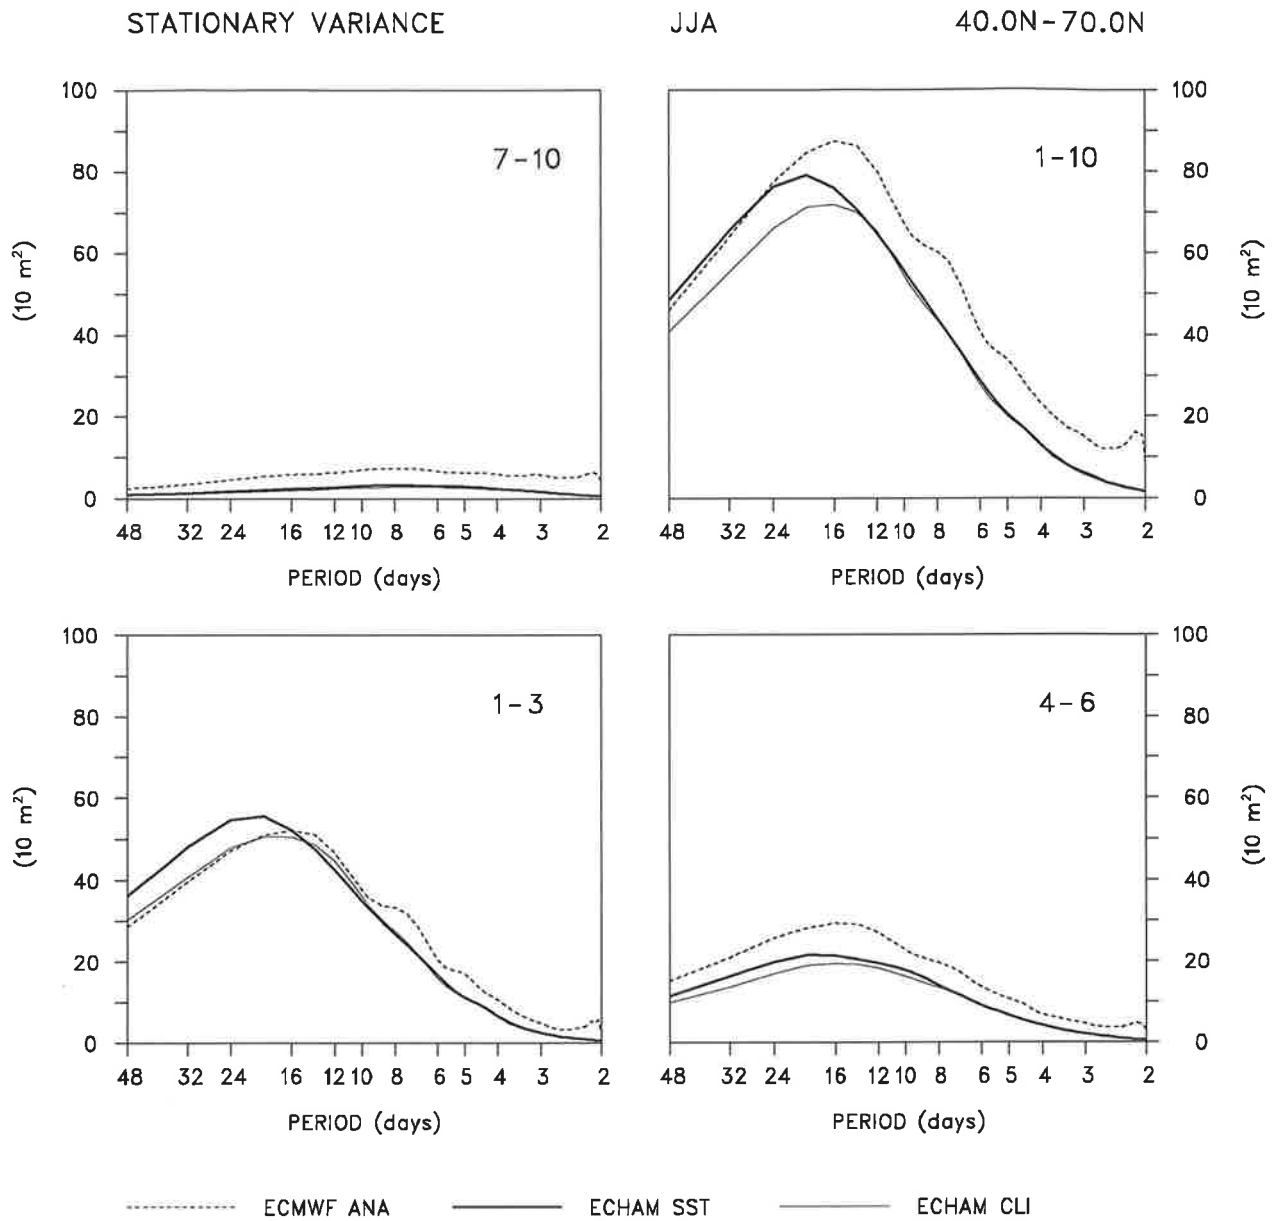 STATIONARY VARIANCE JJA 40.0N-70.0N
100 100
7-10 1-10
80 80
60 60
(10 m²) (10 m²)
40 40
20 20
0 0
48 32 24 16 12 10 8 6 5 4 3 2 48 32 24 16 12 10 8 6 5 4 3 2
PERIOD (days) PERIOD (days)
100 100
1-3 4-6
80 80
60 60
(10 m²) (10 m²)
40 40
20 20
0 0
48 32 24 16 12 10 8 6 5 4 3 2 48 32 24 16 12 10 8 6 5 4 3 2
PERIOD (days) PERIOD (days)
ECMWF ANA ECHAM SST ECHAM CLI